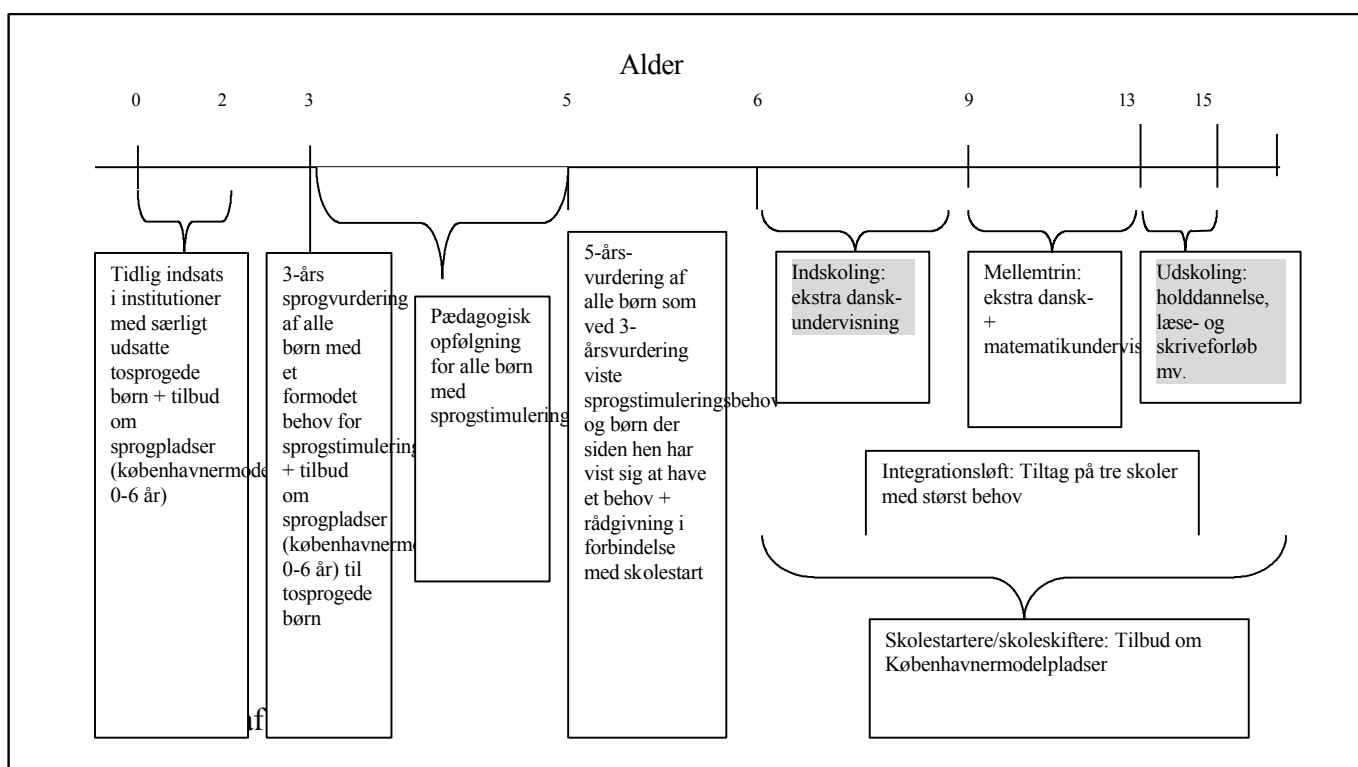 Alder
0 2 3 5 6 9 13 15
Tidlig indsats
i institutioner
med særligt
udsatte
tosprogede
børn + tilbud
om
sprogpladser
(københavnermode
0-6 år)
3-års
sprogvurdering
af alle
børn med
et
formodet
behov for
sprogstimulering
+ tilbud
om
sprogpladser
(københavnermo
0-6 år) til
tosprogede
børn
Pædagogisk
opfølgning
for alle børn
med
sprogstimulering
5-års-
vurdering af
alle børn som
ved 3-
årsvurdering
viste
sprogstimuleringsbehov
og børn der
siden hen har
vist sig at have
et behov +
rådgivning i
forbindelse
med skolestart
Indskoling:
ekstra dansk-
undervisning
Mellemtrin:
ekstra dansk-
+
matematikundervis
Udskoling:
holddannelse,
læse- og
skriveforløb
mv.
Integrationsløft: Tiltag på tre skoler
med størst behov
Skolestartere/skoleskiftere: Tilbud om
Københavnermodelpladser
af